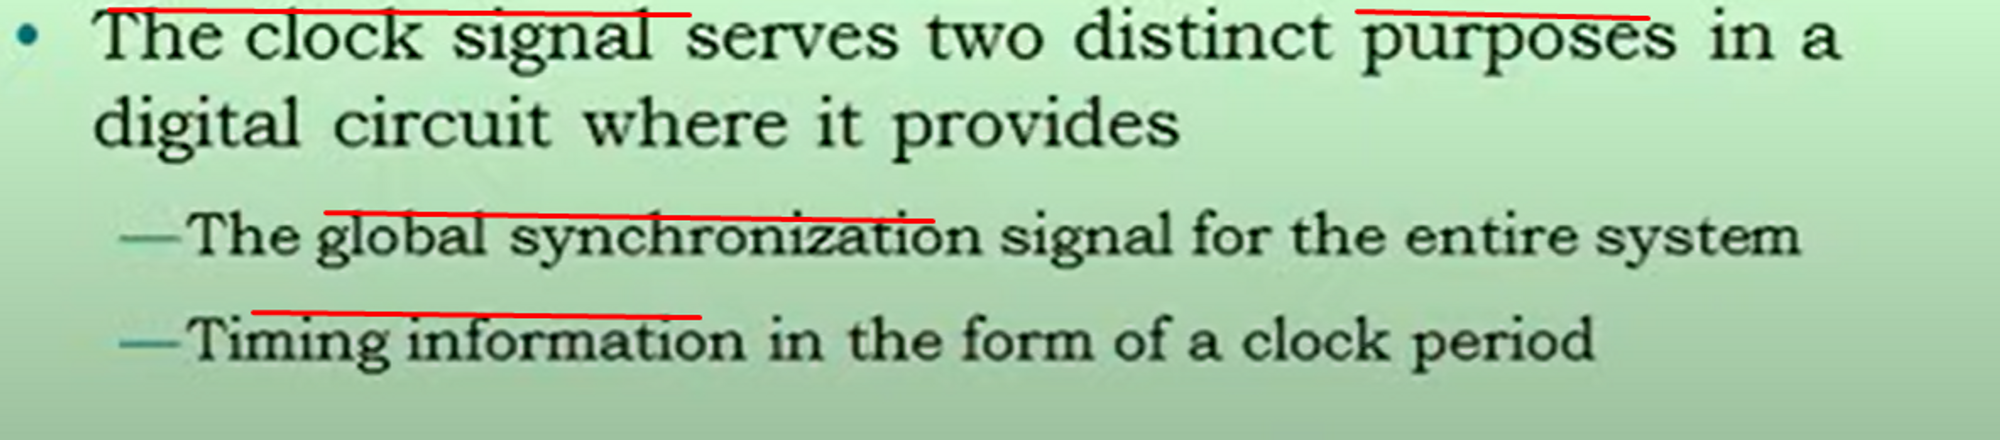 • The clock signal serves two distinct purposes in a
digital circuit where it provides
—The global synchronization signal for the entire system
—Timing information in the form of a clock period